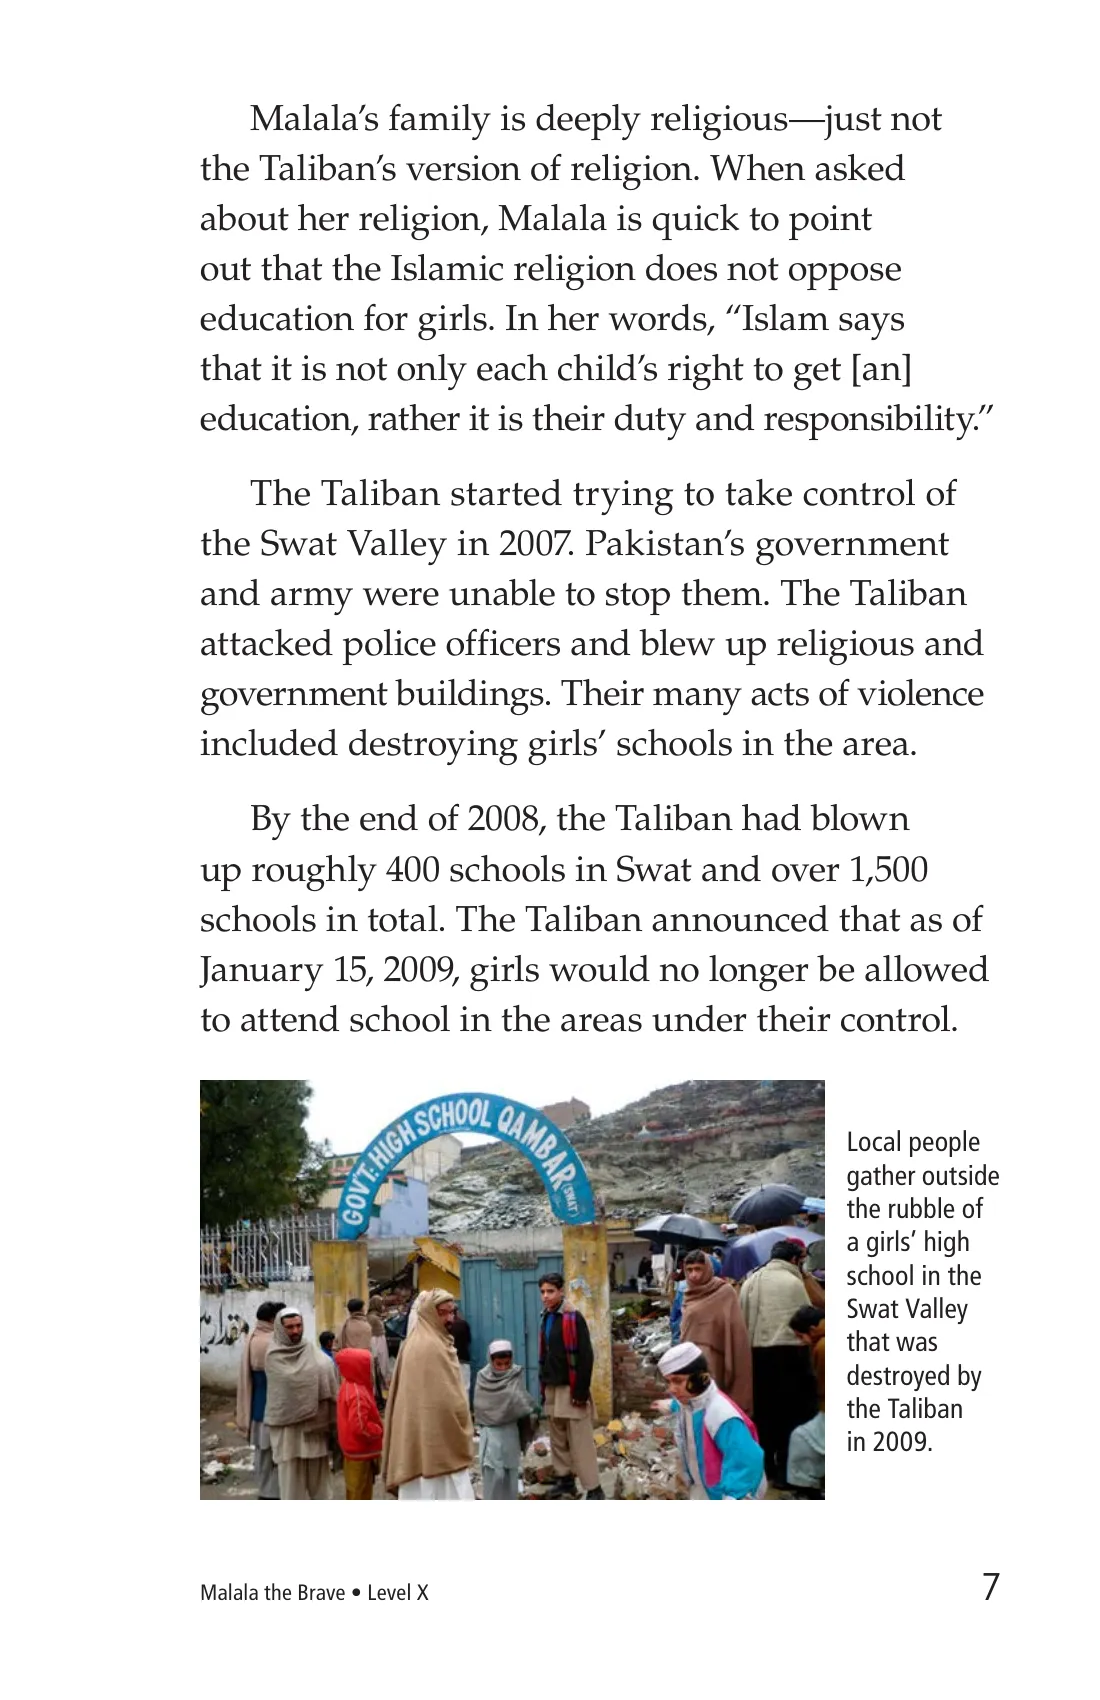 Malala’s family is deeply religious—just not
the Taliban’s version of religion. When asked
about her religion, Malala is quick to point
out that the Islamic religion does not oppose
education for girls. In her words, “Islam says
that it is not only each child’s right to get [an]
education, rather it is their duty and responsibility.”
The Taliban started trying to take control of
the Swat Valley in 2007. Pakistan’s government
and army were unable to stop them. The Taliban
attacked police officers and blew up religious and
government buildings. Their many acts of violence
included destroying girls’ schools in the area.
By the end of 2008, the Taliban had blown
up roughly 400 schools in Swat and over 1,500
schools in total. The Taliban announced that as of
January 15, 2009, girls would no longer be allowed
to attend school in the areas under their control.
GOV'T: HIGH SCHOOL QAMBAR (SWAT)
Local people
gather outside
the rubble of
a girls’ high
school in the
Swat Valley
that was
destroyed by
the Taliban
in 2009.
Malala the Brave • Level X
7